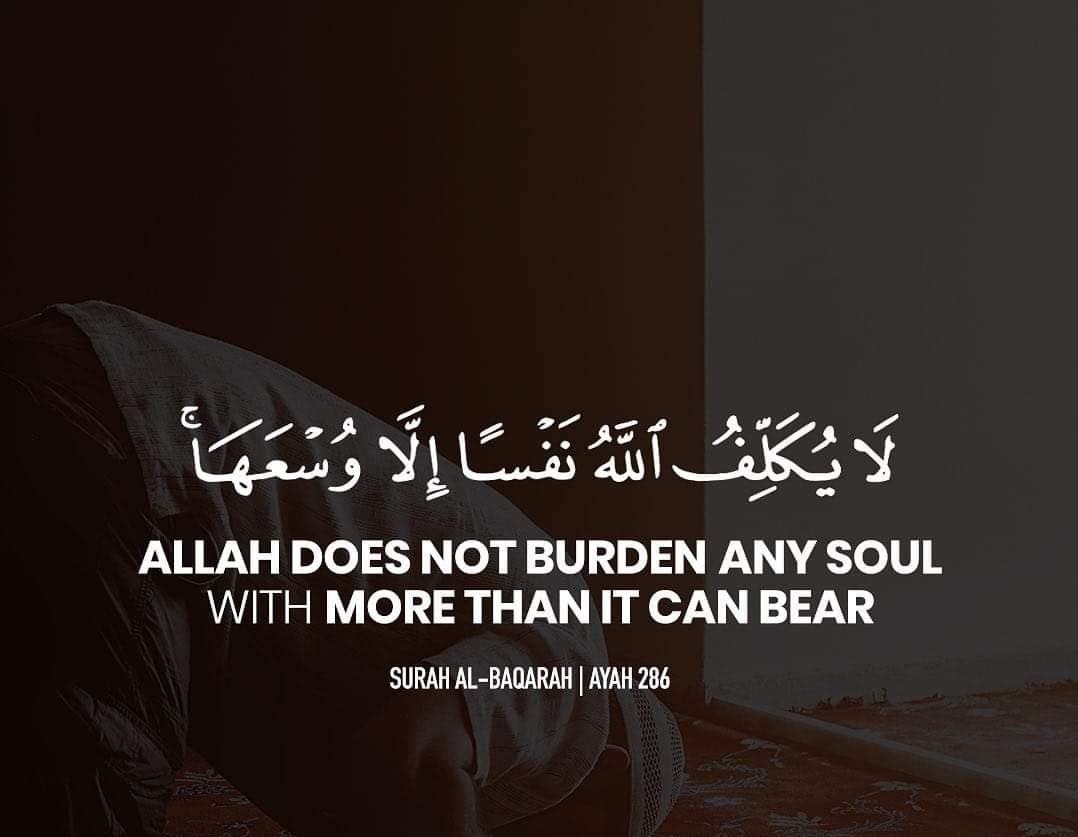 لَا يُكَلِّفُ ٱللَّهُ نَفْسًا إِلَّا وُسْعَهَاۚ
ALLAH DOES NOT BURDEN ANY SOUL
WITH MORE THAN IT CAN BEAR
SURAH AL-BAQARAH | AYAH 286